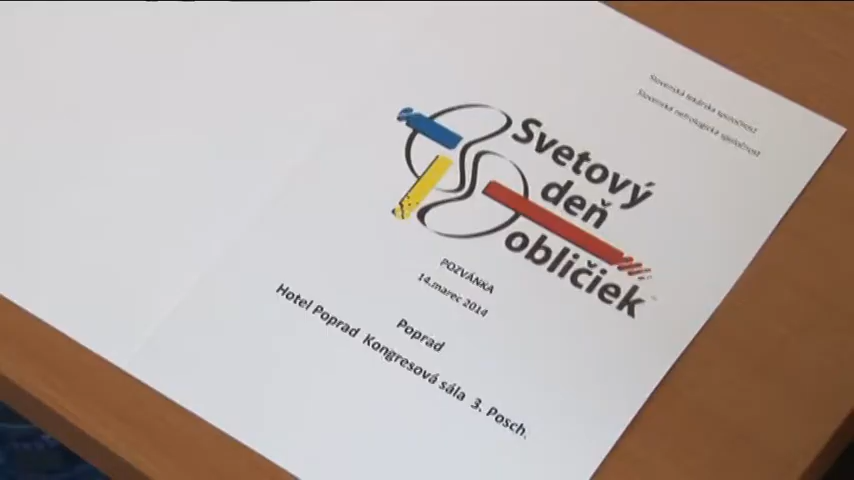 Slovenská lekárska spoločnosť
Slovenská nefrologická spoločnosť
Svetový
deň
obličiek
POZVÁNKA
14.marec 2014
Poprad
Hotel Poprad Kongresová sála 3. Posch.